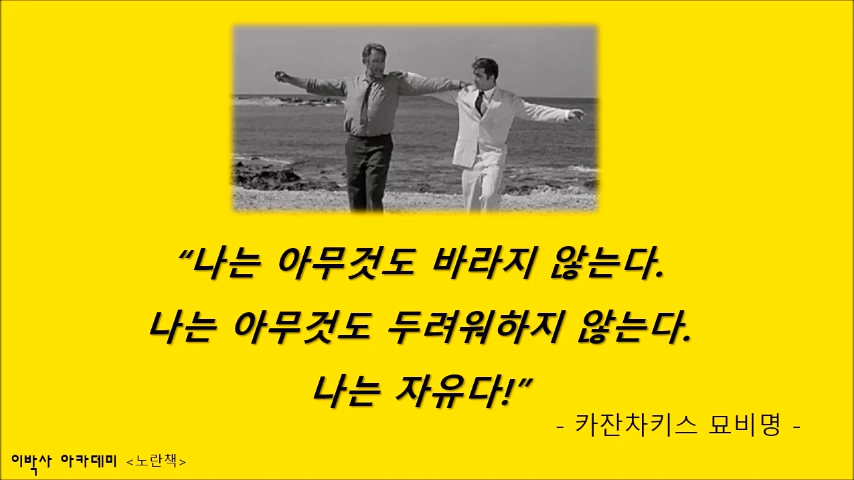 “나는 아무것도 바라지 않는다.
나는 아무것도 두려워하지 않는다.
나는 자유다!”
- 카잔차키스 묘비명 -
이박사 아카데미 <노란책>